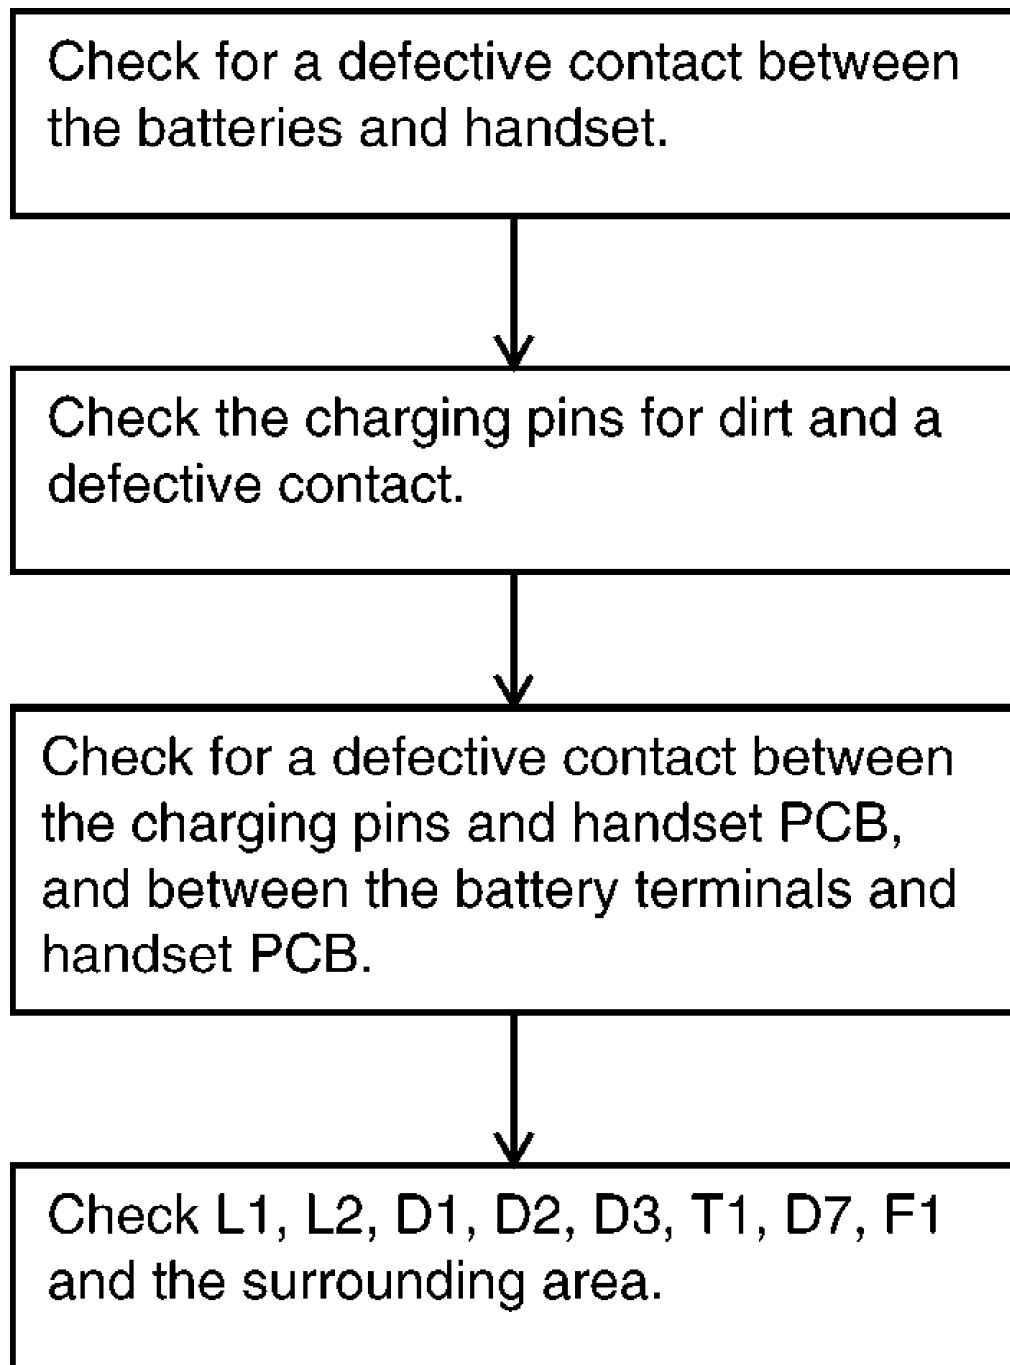 Check for a defective contact between
the batteries and handset.
Check the charging pins for dirt and a
defective contact.
Check for a defective contact between
the charging pins and handset PCB,
and between the battery terminals and
handset PCB.
Check L1, L2, D1, D2, D3, T1, D7, F1
and the surrounding area.